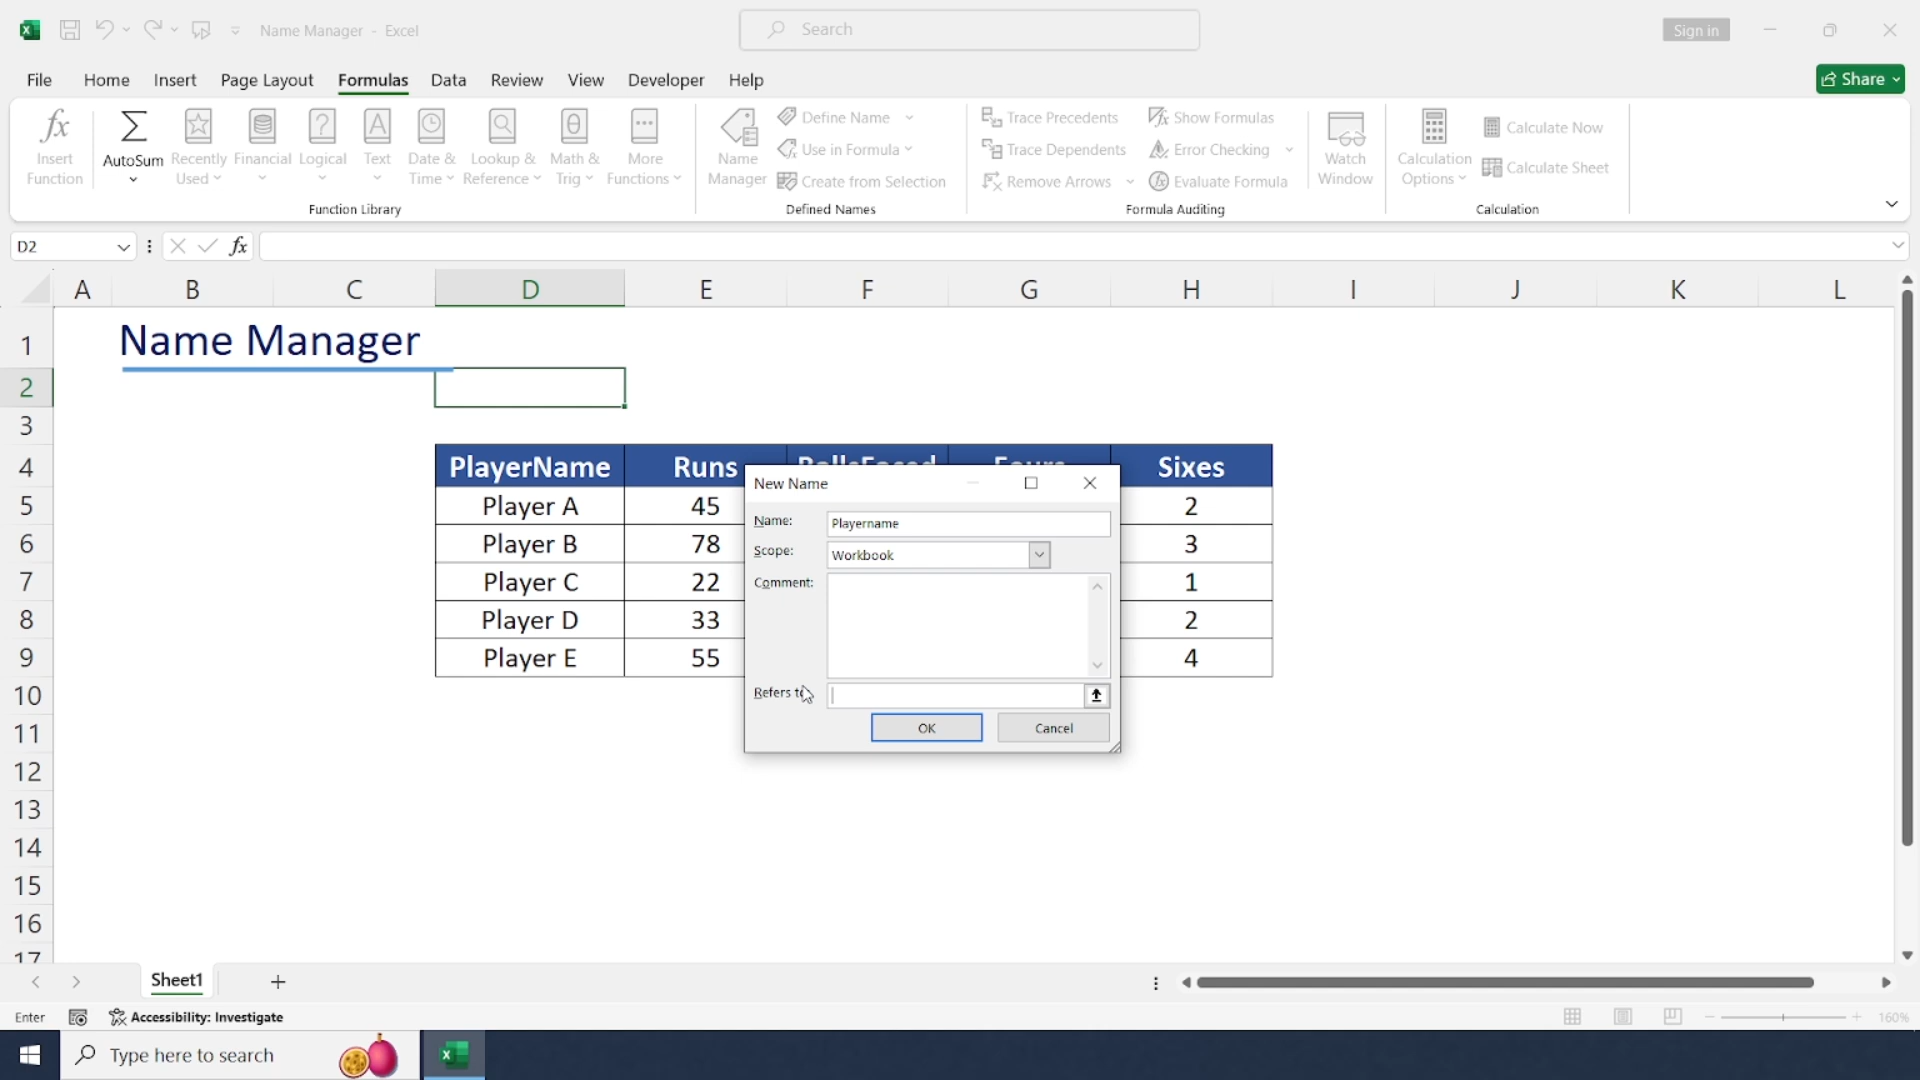 Name Manager - Excel
Search
Sign in
File Home Insert Page Layout Formulas Data Review View Developer Help
Share
Insert Function
AutoSum
Recently Used
Financial
Logical
Text
Date & Time
Lookup & Reference
Math & Trig
More Functions
Function Library
Name Manager
Define Name
Use in Formula
Create from Selection
Defined Names
Trace Precedents
Trace Dependents
Remove Arrows
Show Formulas
Error Checking
Evaluate Formula
Formula Auditing
Watch Window
Calculation Options
Calculate Now
Calculate Sheet
Calculation
D2
fx
A B C D E F G H I J K L
1 Name Manager
2
3
4 PlayerName Runs Sixes
5 Player A 45 2
6 Player B 78 3
7 Player C 22 1
8 Player D 33 2
9 Player E 55 4
10
11
12
13
14
15
16
17
New Name
Name: Playername
Scope: Workbook
Comment:
Refers to
OK Cancel
Sheet1
Enter Accessibility: Investigate 160%
Type here to search